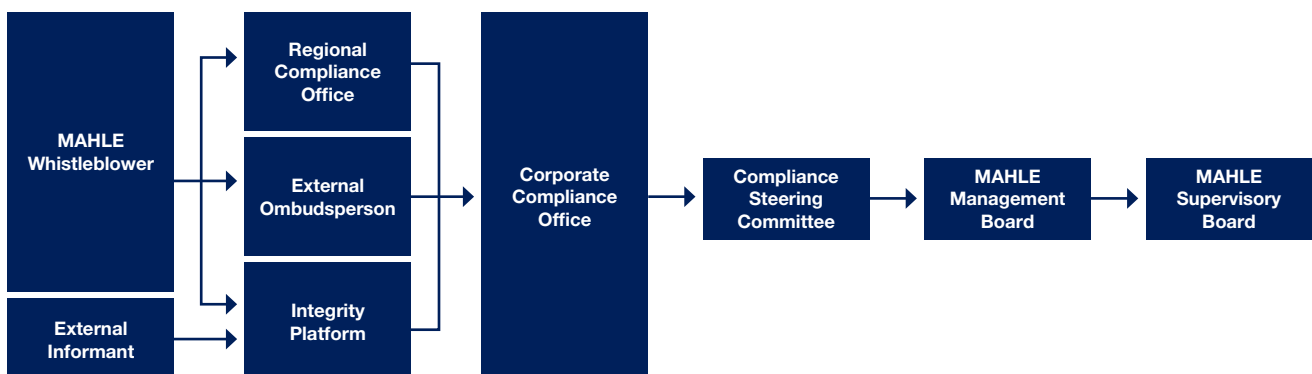 MAHLE
Whistleblower
External
Informant
Regional
Compliance
Office
External
Ombudsperson
Integrity
Platform
Corporate
Compliance
Office
Compliance
Steering
Committee
MAHLE
Management
Board
MAHLE
Supervisory
Board